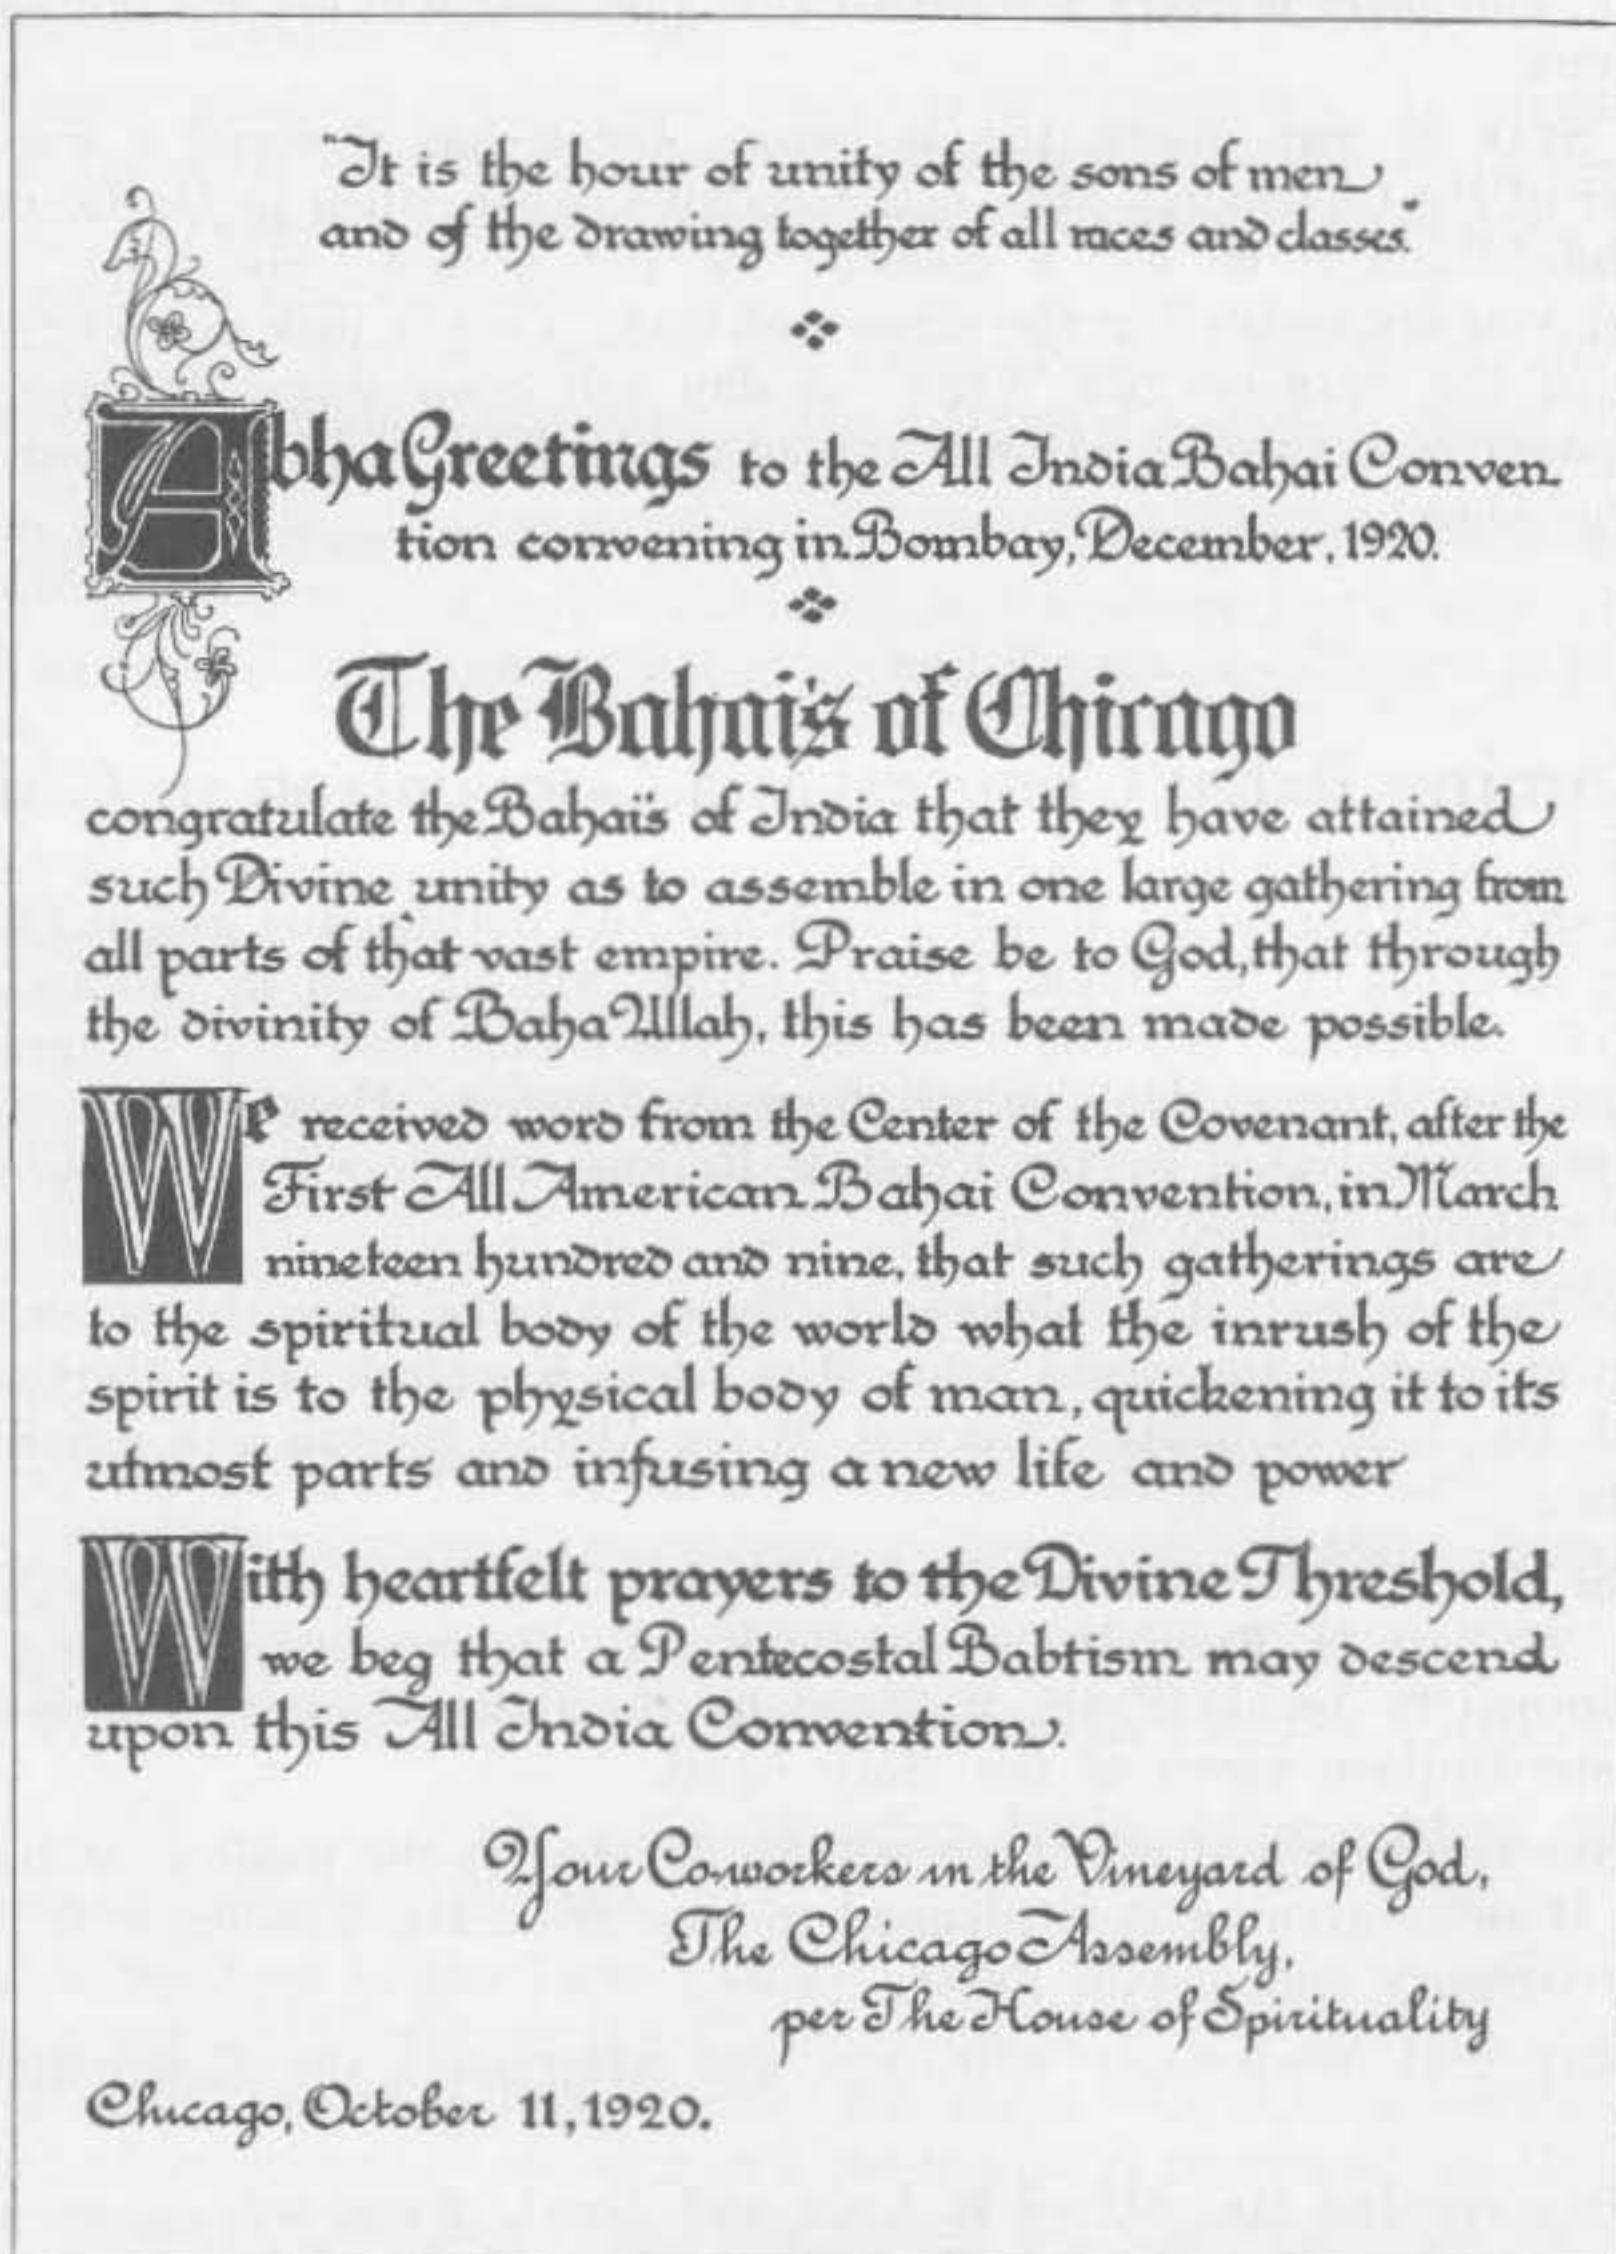 "It is the hour of unity of the sons of men
and of the drawing together of all races and classes."
Abha Greetings to the All India Bahai Conven-
tion convening in Bombay, December, 1920.
The Bahai's of Chicago
congratulate the Bahai's of India that they have attained
such Divine unity as to assemble in one large gathering from
all parts of that vast empire. Praise be to God, that through
the divinity of Baha Ullah, this has been made possible.
We received word from the Center of the Covenant, after the
First All American Bahai Convention, in March
nineteen hundred and nine, that such gatherings are
to the spiritual body of the world what the inrush of the
spirit is to the physical body of man, quickening it to its
utmost parts and infusing a new life and power
With heartfelt prayers to the Divine Threshold,
we beg that a Pentecostal Babtism may descend
upon this All India Convention.
Your Co-workers in the Vineyard of God,
The Chicago Assembly,
per The House of Spirituality
Chicago, October 11, 1920.